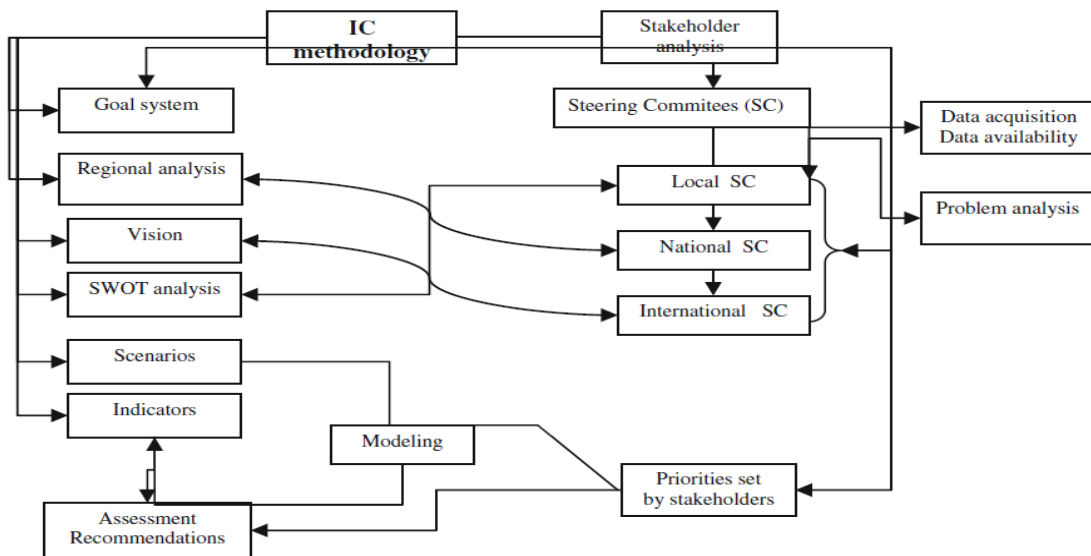 IC
methodology
Stakeholder
analysis
Goal system
Steering Commitees (SC)
Data acquisition
Data availability
Regional analysis
Local SC
Problem analysis
Vision
National SC
SWOT analysis
International SC
Scenarios
Indicators
Modeling
Priorities set
by stakeholders
Assessment
Recommendations